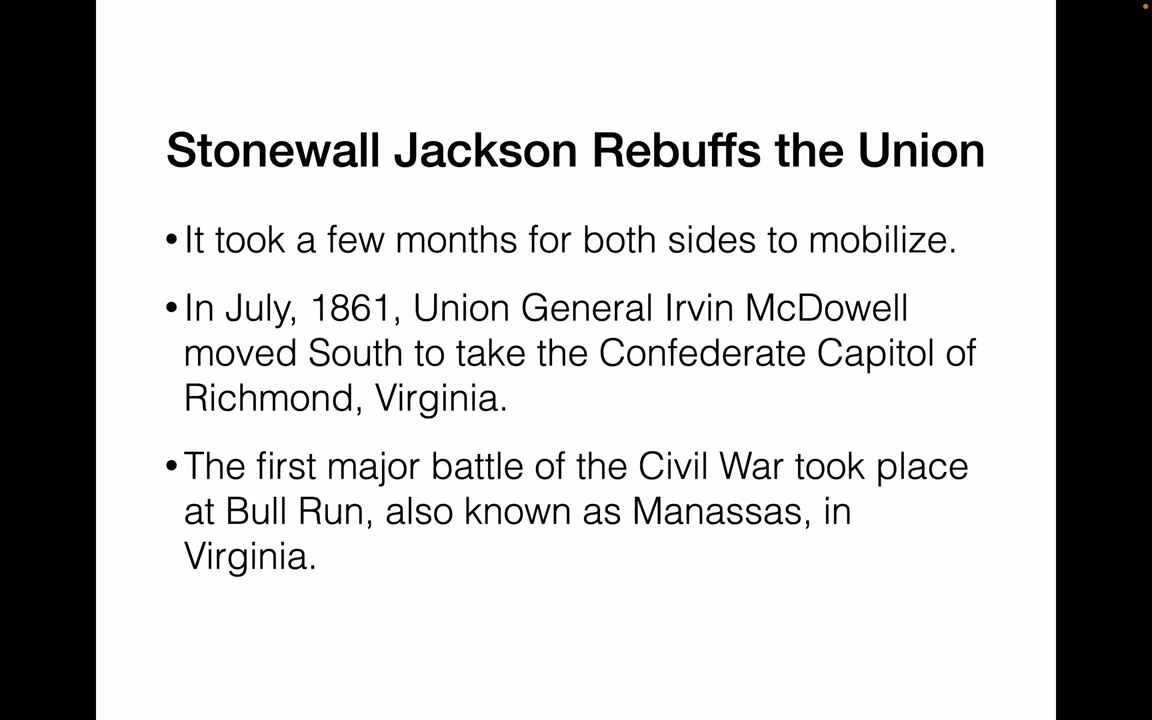 Stonewall Jackson Rebuffs the Union
•It took a few months for both sides to mobilize.
•In July, 1861, Union General Irvin McDowell
moved South to take the Confederate Capitol of
Richmond, Virginia.
•The first major battle of the Civil War took place
at Bull Run, also known as Manassas, in
Virginia.